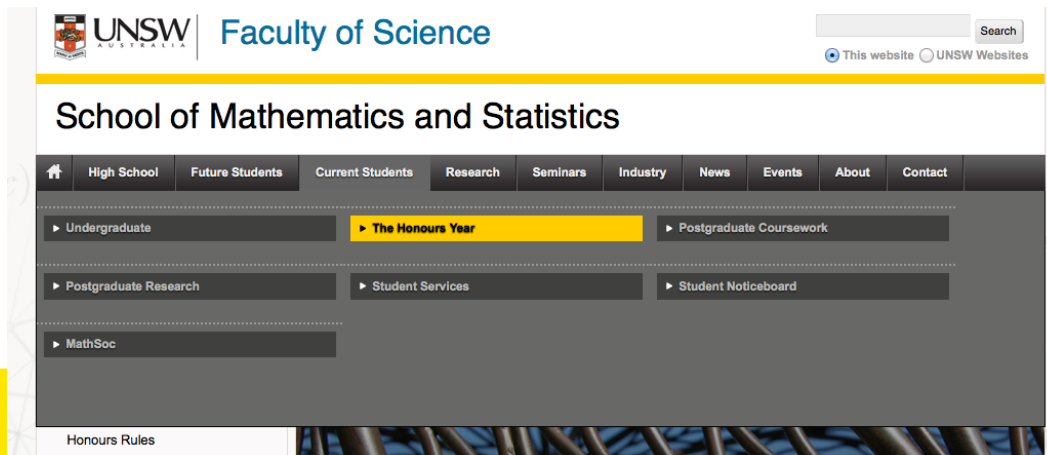 UNSW
AUSTRALIA
Faculty of Science
Search
This website UNSW Websites
School of Mathematics and Statistics
High School Future Students Current Students Research Seminars Industry News Events About Contact
Undergraduate The Honours Year Postgraduate Coursework
Postgraduate Research Student Services Student Noticeboard
MathSoc
Honours Rules